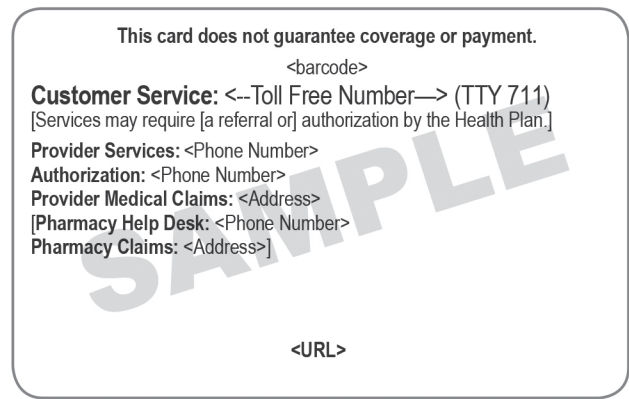 This card does not guarantee coverage or payment.
<barcode>
Customer Service: <--Toll Free Number—> (TTY 711)
[Services may require [a referral or] authorization by the Health Plan.]
Provider Services: <Phone Number>
Authorization: <Phone Number>
Provider Medical Claims: <Address>
[Pharmacy Help Desk: <Phone Number>
Pharmacy Claims: <Address>]
SAMPLE
<URL>